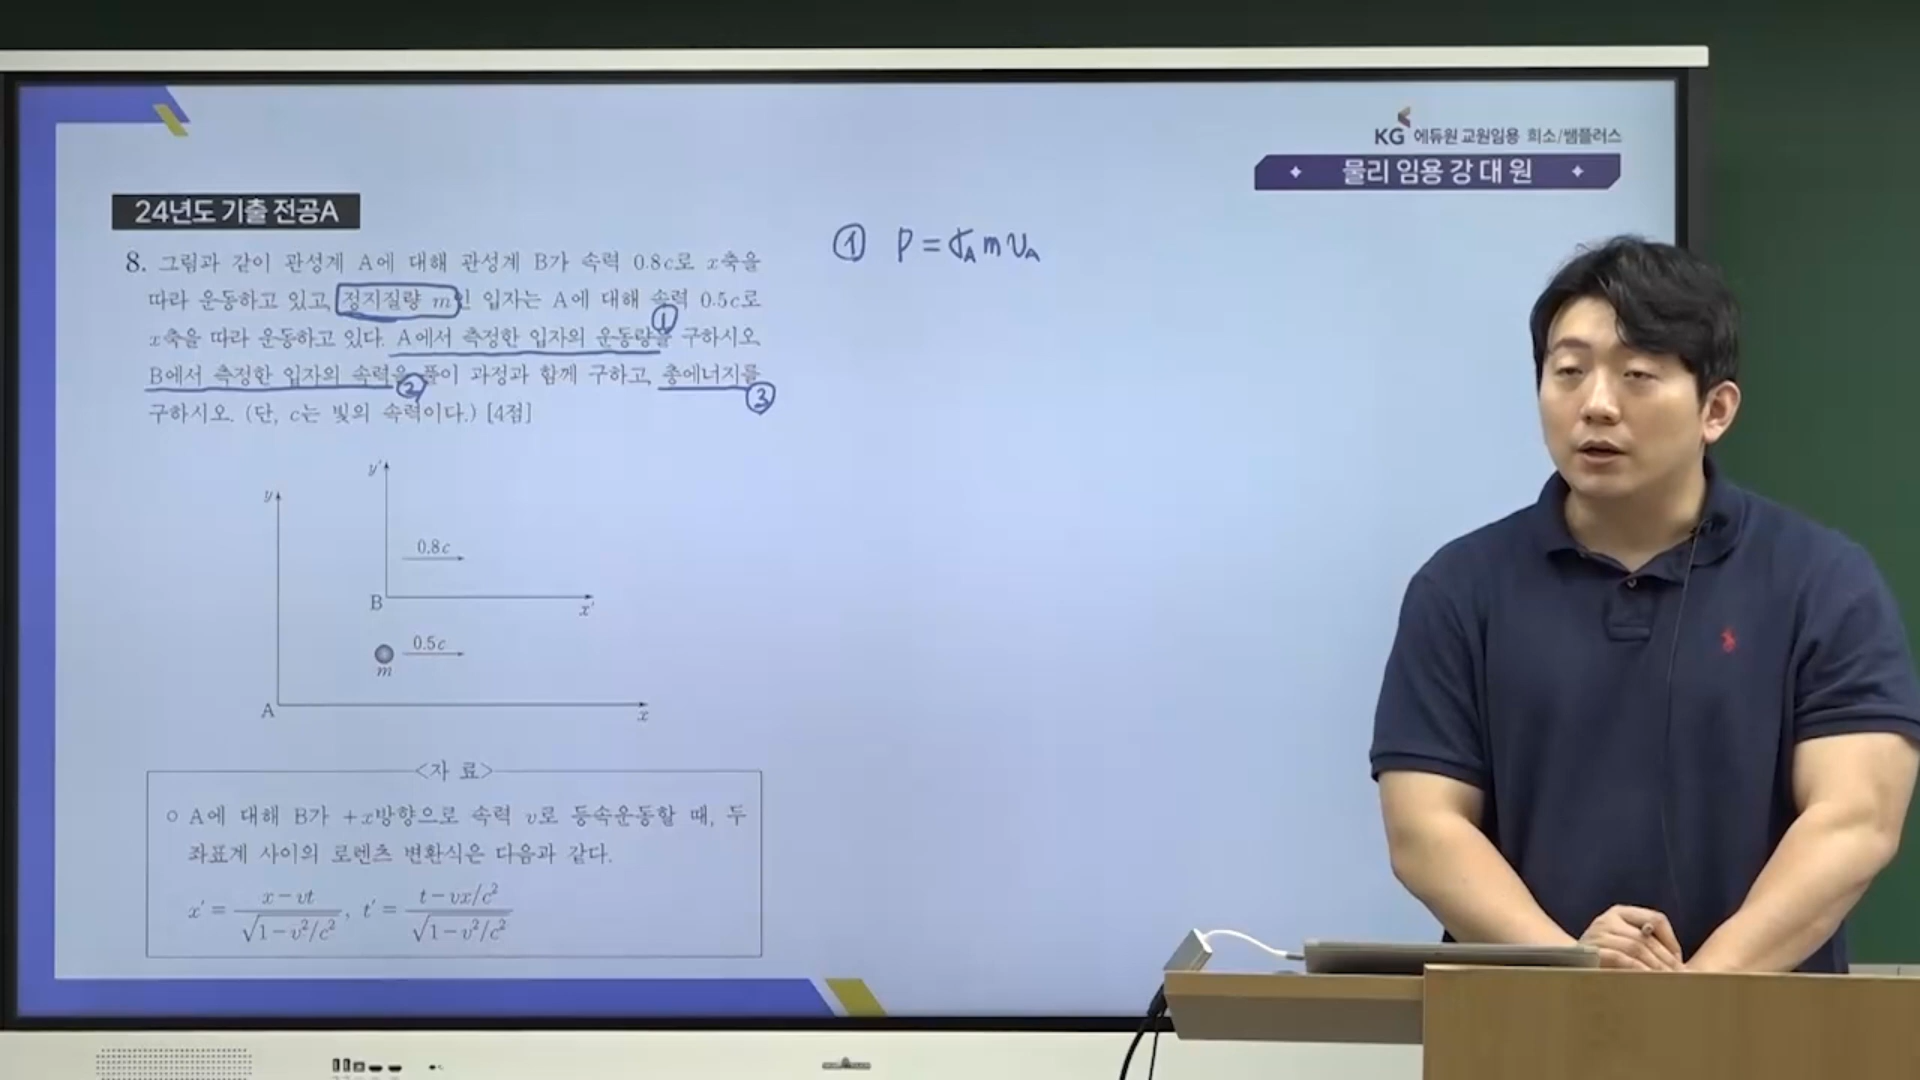 KG 에듀원 교원임용 희소/쌤플러스
물리 임용 강 대 원
24년도 기출 전공A
8. 그림과 같이 관성계 A에 대해 관성계 B가 속력 0.8c로 x축을
따라 운동하고 있고, 정지질량 m인 입자는 A에 대해 속력 0.5c로
x축을 따라 운동하고 있다. A에서 측정한 입자의 운동량을 구하시오.
①
B에서 측정한 입자의 속력을 풀이 과정과 함께 구하고, 총에너지를
② ③
구하시오. (단, c는 빛의 속력이다.) [4점]
① P = γ_A m v_A
y'
y
0.8c
B x'
0.5c
m
A x
<자 료>
○ A에 대해 B가 +x방향으로 속력 v로 등속운동할 때, 두
좌표계 사이의 로렌츠 변환식은 다음과 같다.
x' = (x-vt)/√(1-v²/c²), t' = (t-vx/c²)/√(1-v²/c²)